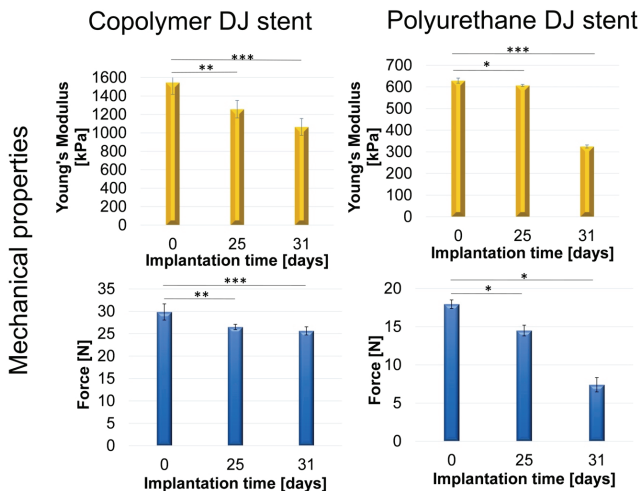 Copolymer DJ stent
Polyurethane DJ stent
Mechanical properties
***
**
Young's Modulus
[kPa]
1600
1400
1200
1000
800
600
400
200
0
0 25 31
Implantation time [days]
***
*
Young's Modulus
[kPa]
700
600
500
400
300
200
100
0
0 25 31
Implantation time [days]
***
**
Force [N]
35
30
25
20
15
10
5
0
0 25 31
Implantation time [days]
*
*
Force [N]
20
15
10
5
0
0 25 31
Implantation time [days]